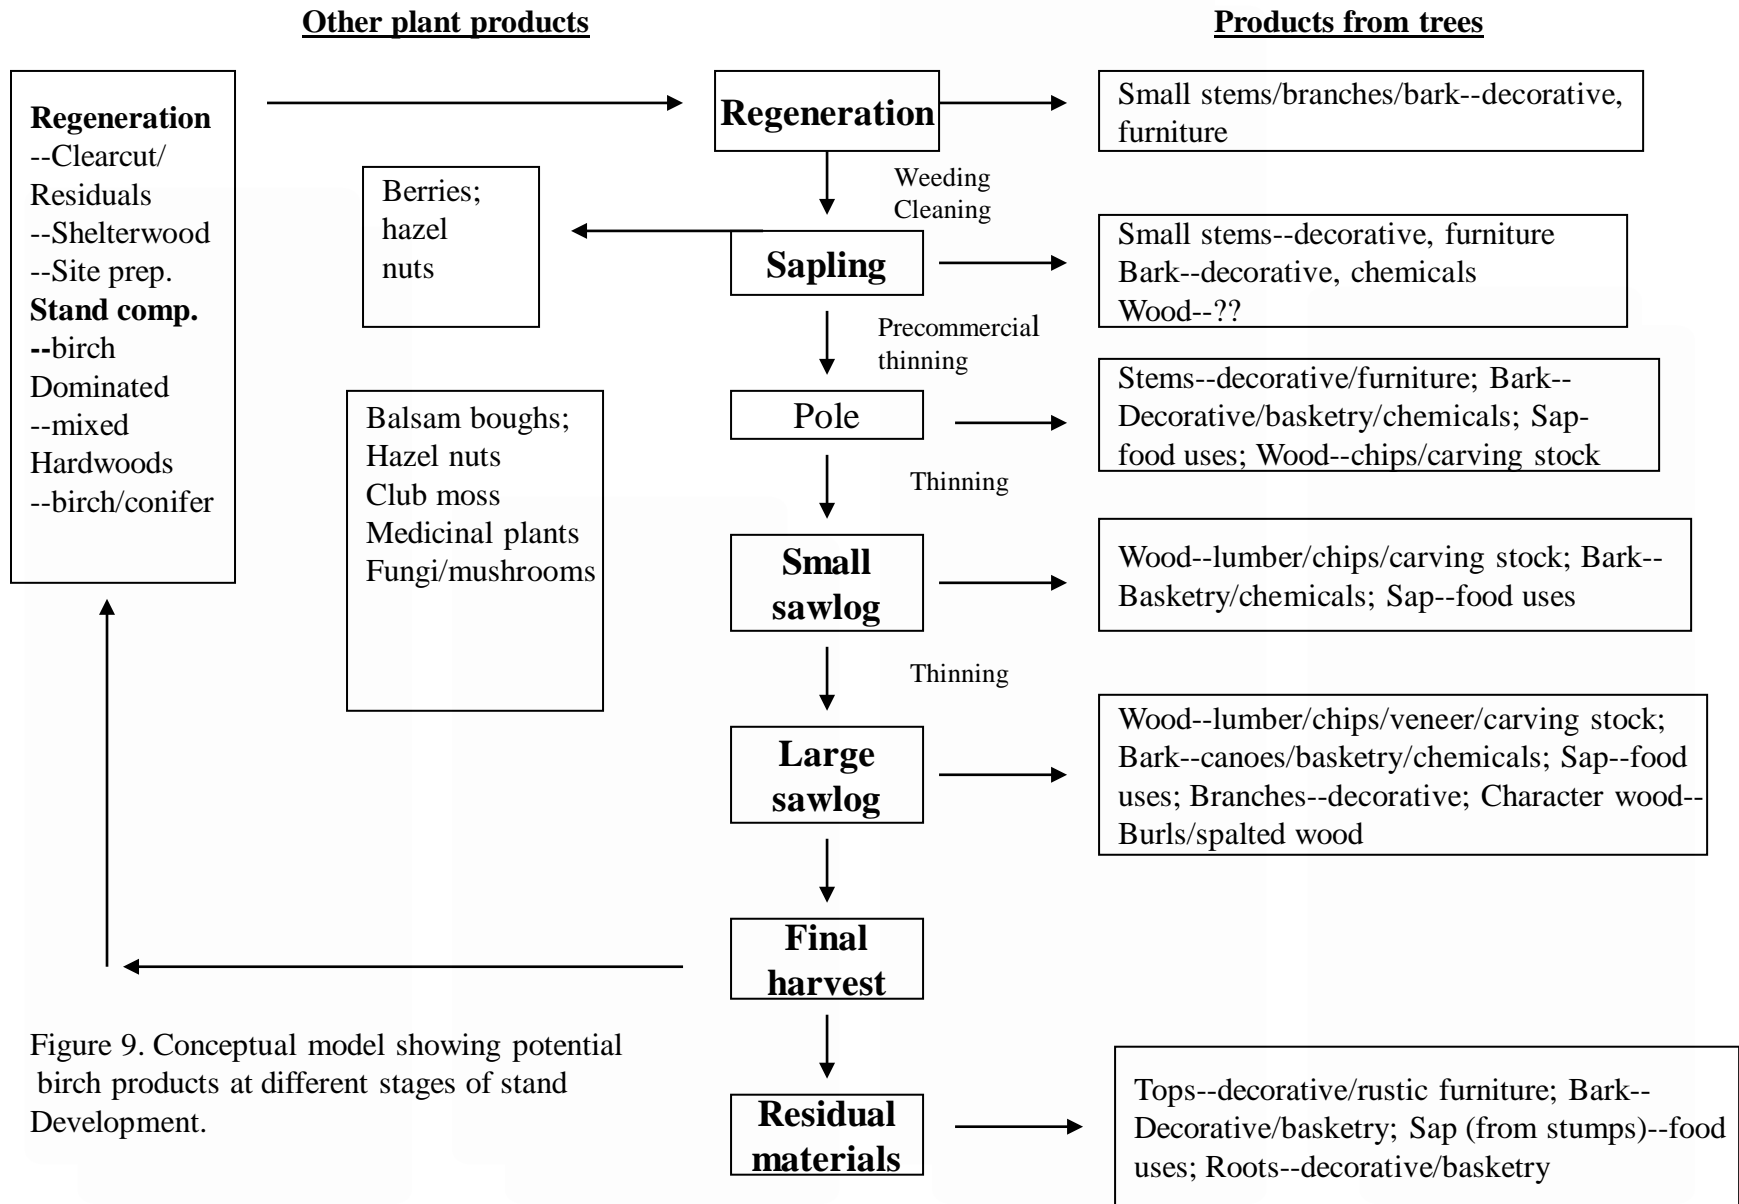 Other plant products
Products from trees
Regeneration
--Clearcut/
Residuals
--Shelterwood
--Site prep.
Stand comp.
--birch
Dominated
--mixed
Hardwoods
--birch/conifer
Regeneration
Small stems/branches/bark--decorative,
furniture
Weeding
Cleaning
Berries;
hazel
nuts
Sapling
Small stems--decorative, furniture
Bark--decorative, chemicals
Wood--??
Precommercial
thinning
Balsam boughs;
Hazel nuts
Club moss
Medicinal plants
Fungi/mushrooms
Pole
Stems--decorative/furniture; Bark--
Decorative/basketry/chemicals; Sap-
food uses; Wood--chips/carving stock
Thinning
Small
sawlog
Wood--lumber/chips/carving stock; Bark--
Basketry/chemicals; Sap--food uses
Thinning
Large
sawlog
Wood--lumber/chips/veneer/carving stock;
Bark--canoes/basketry/chemicals; Sap--food
uses; Branches--decorative; Character wood--
Burls/spalted wood
Final
harvest
Figure 9. Conceptual model showing potential
birch products at different stages of stand
Development.
Residual
materials
Tops--decorative/rustic furniture; Bark--
Decorative/basketry; Sap (from stumps)--food
uses; Roots--decorative/basketry